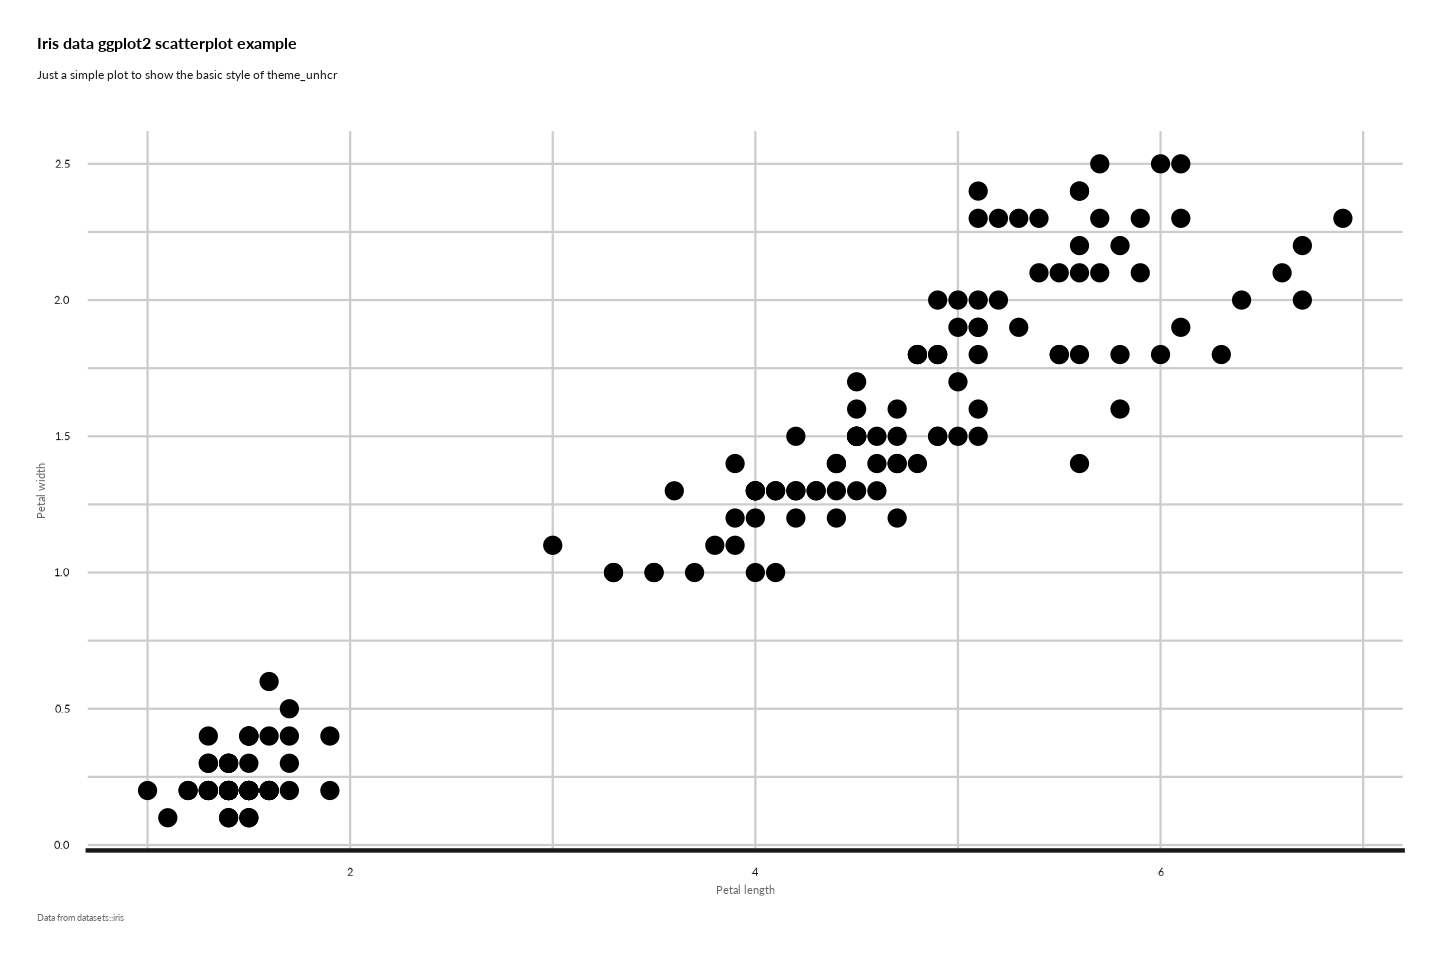 Iris data ggplot2 scatterplot example
Just a simple plot to show the basic style of theme_unhcr
2.5
2.0
1.5
Petal width
1.0
0.5
0.0
2 4 6
Petal length
Data from datasets::iris